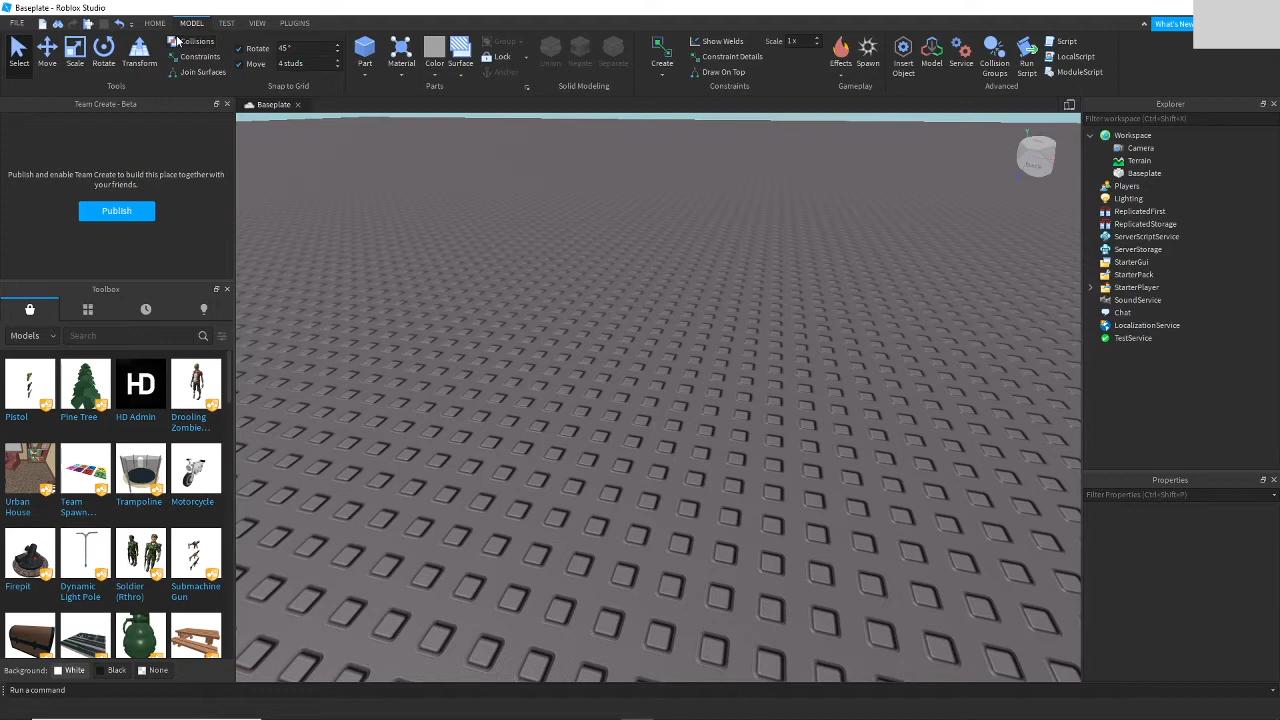 Baseplate - Roblox Studio
FILE
HOME
MODEL
TEST
VIEW
PLUGINS
What's New
Select
Move
Scale
Rotate
Transform
Collisions
Constraints
Join Surfaces
Tools
Rotate 45°
Move 4 studs
Snap to Grid
Part
Material
Color
Surface
Group
Lock
Anchor
Parts
Union
Negate
Separate
Solid Modeling
Create
Show Welds
Constraint Details
Draw On Top
Scale 1 x
Constraints
Effects
Spawn
Gameplay
Insert
Object
Model
Service
Collision
Groups
Run
Script
Script
LocalScript
ModuleScript
Advanced
Team Create - Beta
Publish and enable Team Create to build this place together
with your friends.
Publish
Toolbox
Models
Search
Pistol
Pine Tree
HD
HD Admin
Drooling
Zombie...
Urban
House
Team
Spawn...
Trampoline
Motorcycle
Firepit
Dynamic
Light Pole
Soldier
(Rthro)
Submachine
Gun
Background: White Black None
Run a command
Baseplate
Y
Back
Explorer
Filter workspace (Ctrl+Shift+X)
Workspace
Camera
Terrain
Baseplate
Players
Lighting
ReplicatedFirst
ReplicatedStorage
ServerScriptService
ServerStorage
StarterGui
StarterPack
StarterPlayer
SoundService
Chat
LocalizationService
TestService
Properties
Filter Properties (Ctrl+Shift+P)